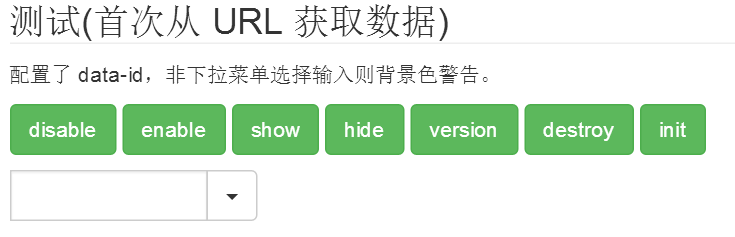 测试(首次从 URL 获取数据)
配置了 data-id，非下拉菜单选择输入则背景色警告。
disable enable show hide version destroy init